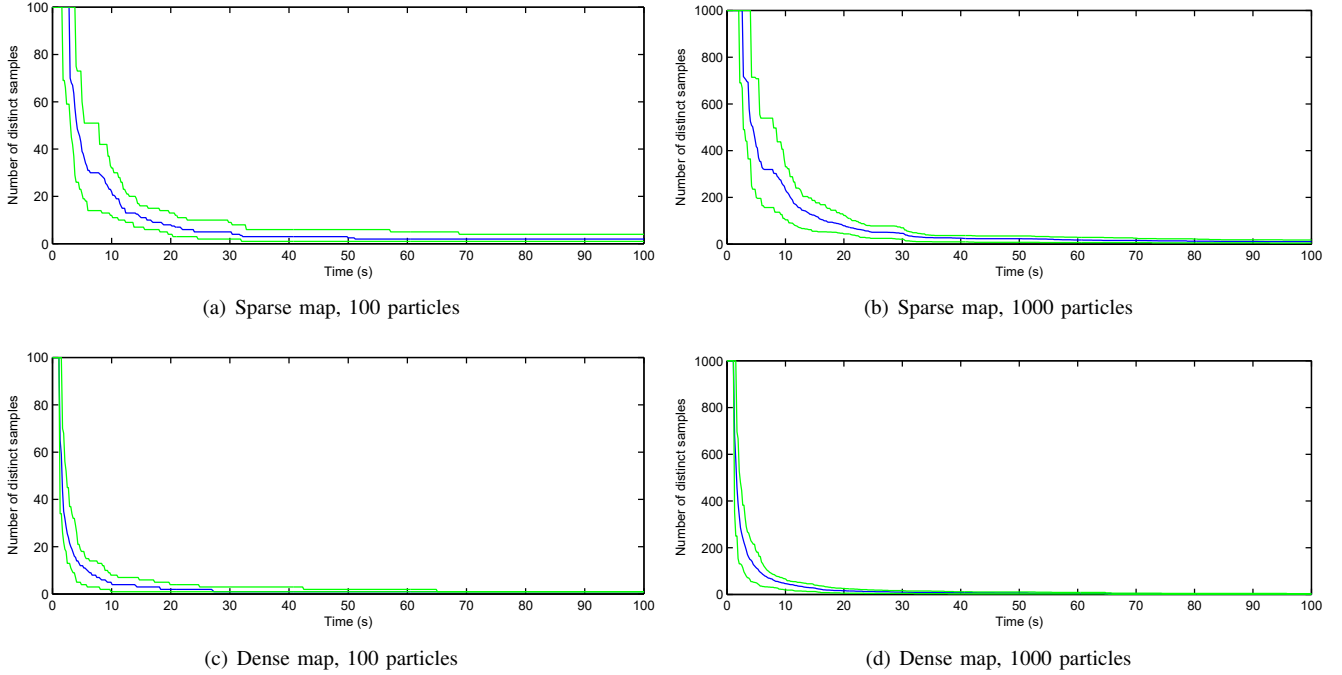 100
80
60
40
20
0
Number of distinct samples
0 10 20 30 40 50 60 70 80 90 100
Time (s)
(a) Sparse map, 100 particles
1000
800
600
400
200
0
Number of distinct samples
0 10 20 30 40 50 60 70 80 90 100
Time (s)
(b) Sparse map, 1000 particles
100
80
60
40
20
0
Number of distinct samples
0 10 20 30 40 50 60 70 80 90 100
Time (s)
(c) Dense map, 100 particles
1000
800
600
400
200
0
Number of distinct samples
0 10 20 30 40 50 60 70 80 90 100
Time (s)
(d) Dense map, 1000 particles